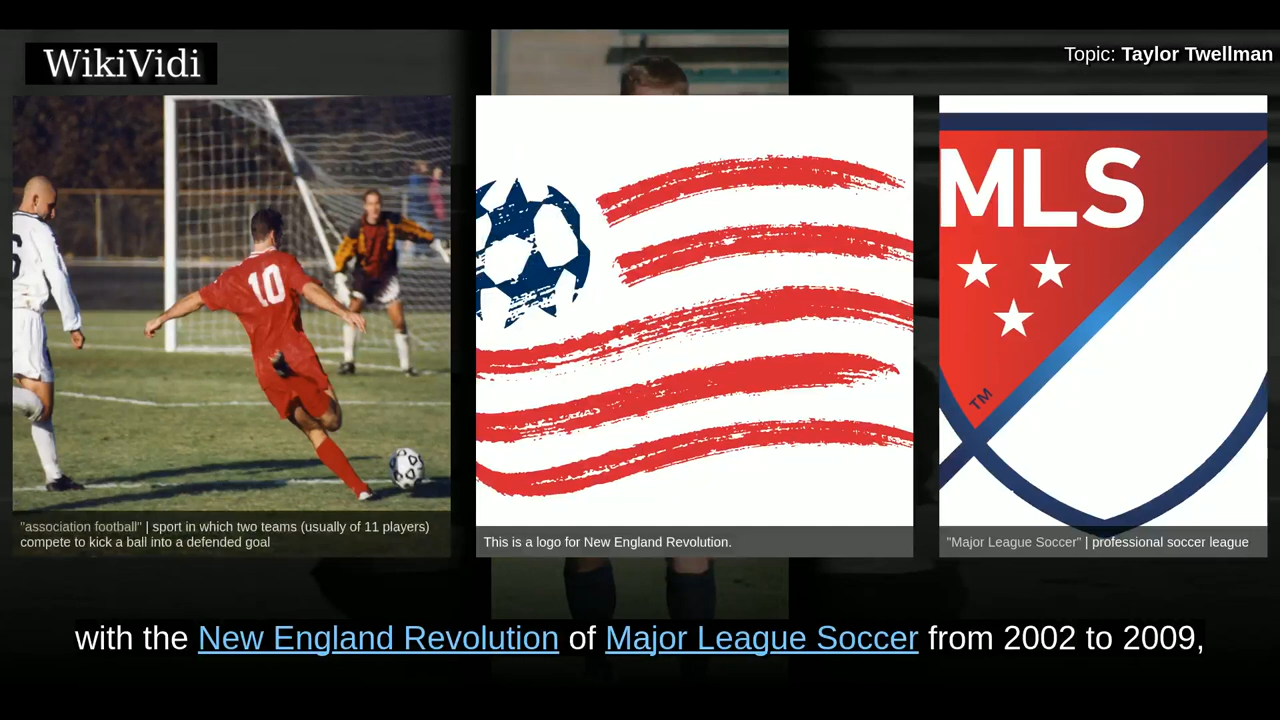 WikiVidi
Topic: Taylor Twellman
10
MLS
TM
"association football" | sport in which two teams (usually of 11 players)
compete to kick a ball into a defended goal
This is a logo for New England Revolution.
"Major League Soccer" | professional soccer league
with the New England Revolution of Major League Soccer from 2002 to 2009,